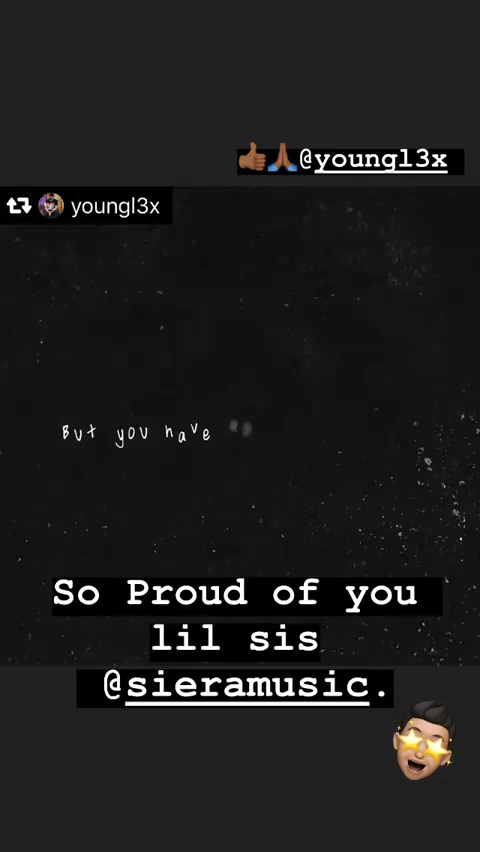 👍🏾🙏🏾@youngl3x
youngl3x
But you have
So Proud of you
lil sis
@sieramusic.